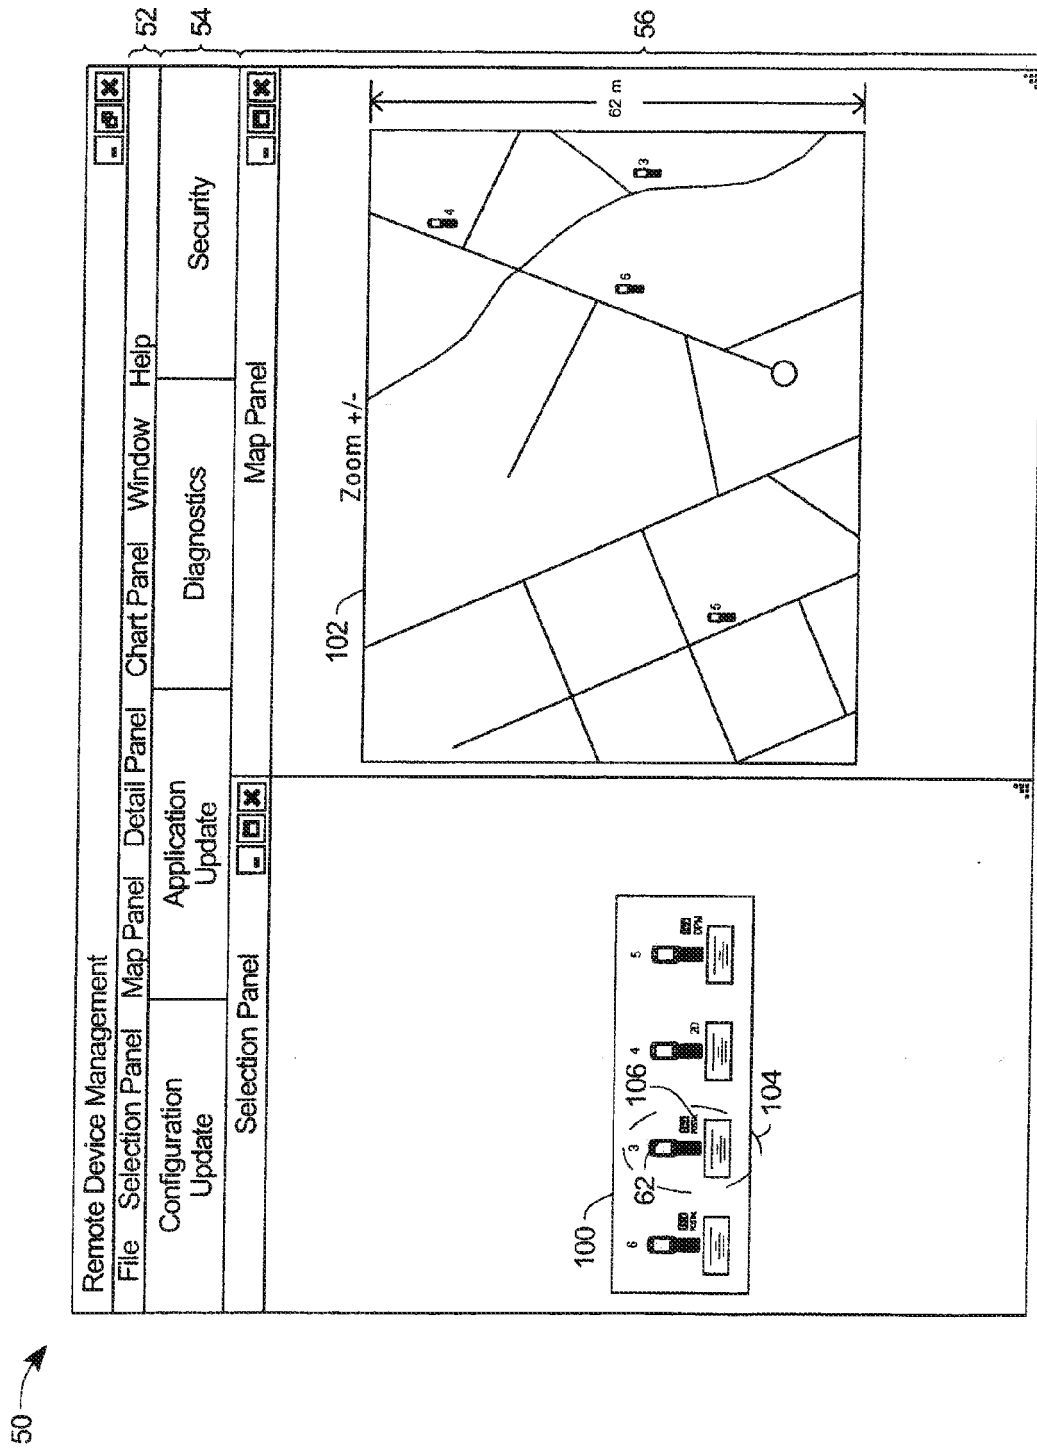 50
Remote Device Management
File Selection Panel Map Panel Detail Panel Chart Panel Window Help
52
Configuration Update
Application Update
Diagnostics
Security
54
Selection Panel
Map Panel
56
100
6
3
4
5
62
106
2D
DPM
104
102
Zoom +/-
4
3
6
5
62 m